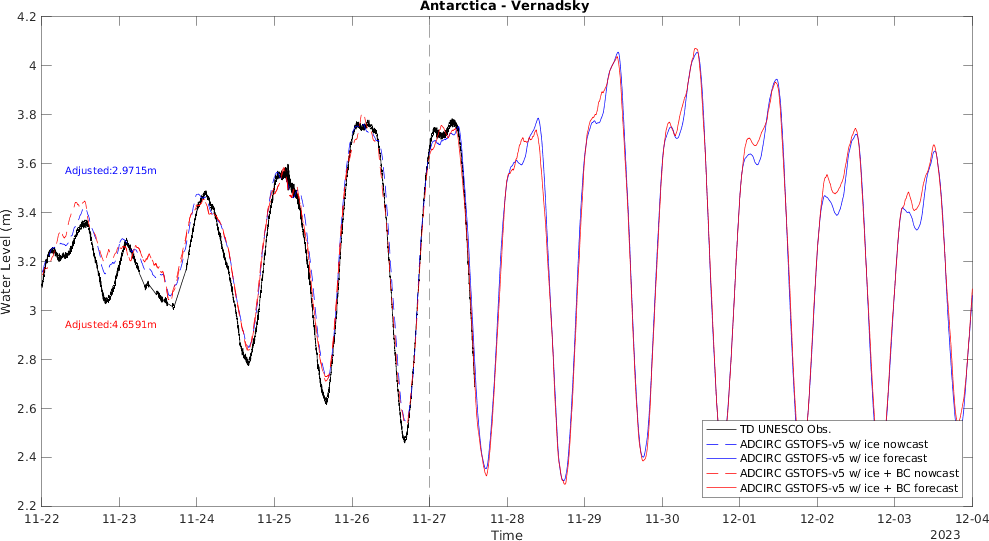 Antarctica - Vernadsky
4.2
4
3.8
3.6
3.4
3.2
3
2.8
2.6
2.4
2.2
Water Level (m)
Adjusted:2.9715m
Adjusted:4.6591m
TD UNESCO Obs.
ADCIRC GSTOFS-v5 w/ ice nowcast
ADCIRC GSTOFS-v5 w/ ice forecast
ADCIRC GSTOFS-v5 w/ ice + BC nowcast
ADCIRC GSTOFS-v5 w/ ice + BC forecast
11-22 11-23 11-24 11-25 11-26 11-27 11-28 11-29 11-30 12-01 12-02 12-03 12-04
Time
2023